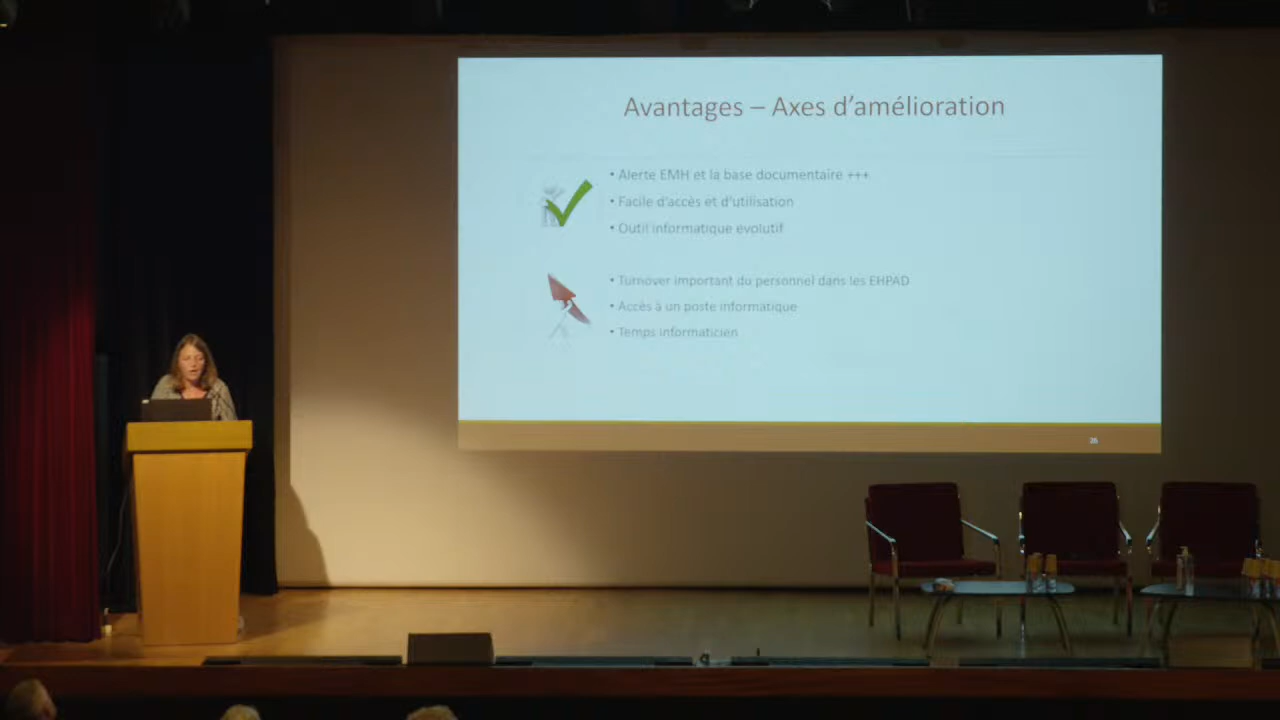 Avantages – Axes d'amélioration
• Alerte EMH et la base documentaire +++
• Facile d'accès et d'utilisation
• Outil informatique évolutif
• Turnover important du personnel dans les EHPAD
• Accès à un poste informatique
• Temps informaticien